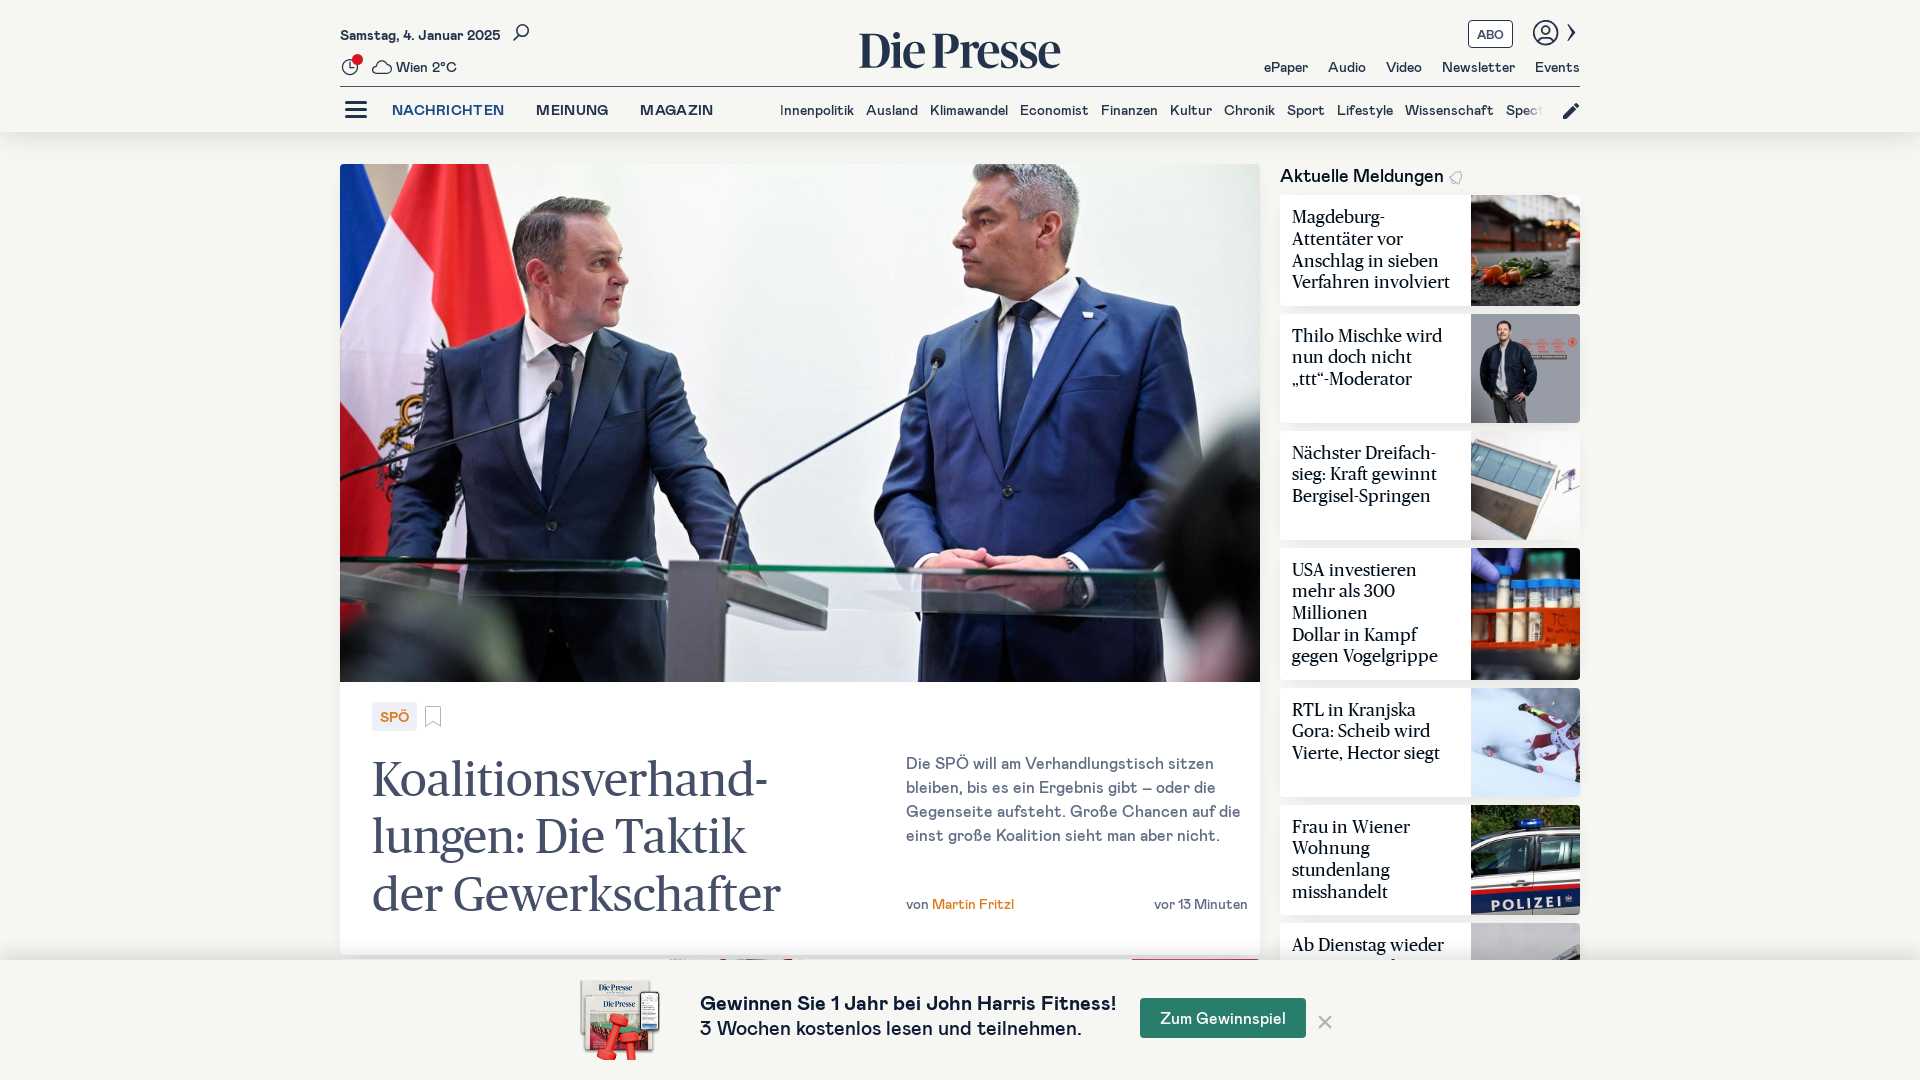 Samstag, 4. Januar 2025
Wien 2°C
Die Presse
ABO
ePaper Audio Video Newsletter Events
NACHRICHTEN MEINUNG MAGAZIN
Innenpolitik Ausland Klimawandel Economist Finanzen Kultur Chronik Sport Lifestyle Wissenschaft Spect
SPÖ
Koalitionsverhand-
lungen: Die Taktik
der Gewerkschafter
Die SPÖ will am Verhandlungstisch sitzen
bleiben, bis es ein Ergebnis gibt – oder die
Gegenseite aufsteht. Große Chancen auf die
einst große Koalition sieht man aber nicht.
von Martin Fritzl
vor 13 Minuten
Aktuelle Meldungen
Magdeburg-
Attentäter vor
Anschlag in sieben
Verfahren involviert
Thilo Mischke wird
nun doch nicht
„ttt“-Moderator
Nächster Dreifach-
sieg: Kraft gewinnt
Bergisel-Springen
USA investieren
mehr als 300
Millionen
Dollar in Kampf
gegen Vogelgrippe
RTL in Kranjska
Gora: Scheib wird
Vierte, Hector siegt
Frau in Wiener
Wohnung
stundenlang
misshandelt
POLIZEI
Ab Dienstag wieder
Die Presse
Die Presse
Gewinnen Sie 1 Jahr bei John Harris Fitness!
3 Wochen kostenlos lesen und teilnehmen.
Zum Gewinnspiel